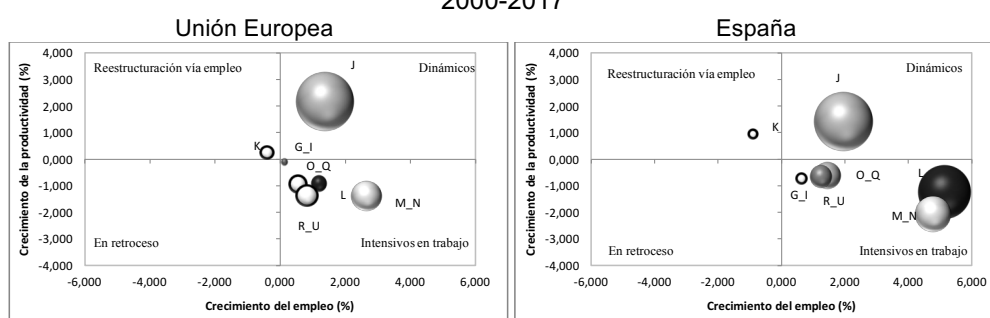 2000-2017
Unión Europea
España
4,000
3,000
2,000
1,000
0,000
-1,000
-2,000
-3,000
-4,000
Crecimiento de la productividad (%)
Reestructuración vía empleo
Dinámicos
J
K
G_I
O_Q
L
M_N
R_U
En retroceso
Intensivos en trabajo
-6,000 -4,000 -2,000 0,000 2,000 4,000 6,000
Crecimiento del empleo (%)
4,000
3,000
2,000
1,000
0,000
-1,000
-2,000
-3,000
-4,000
Crecimiento de la productividad (%)
Reestructuración vía empleo
Dinámicos
J
K
G_I
R_U
O_Q
L
M_N
En retroceso
Intensivos en trabajo
-6,000 -4,000 -2,000 0,000 2,000 4,000 6,000
Crecimiento del empleo (%)